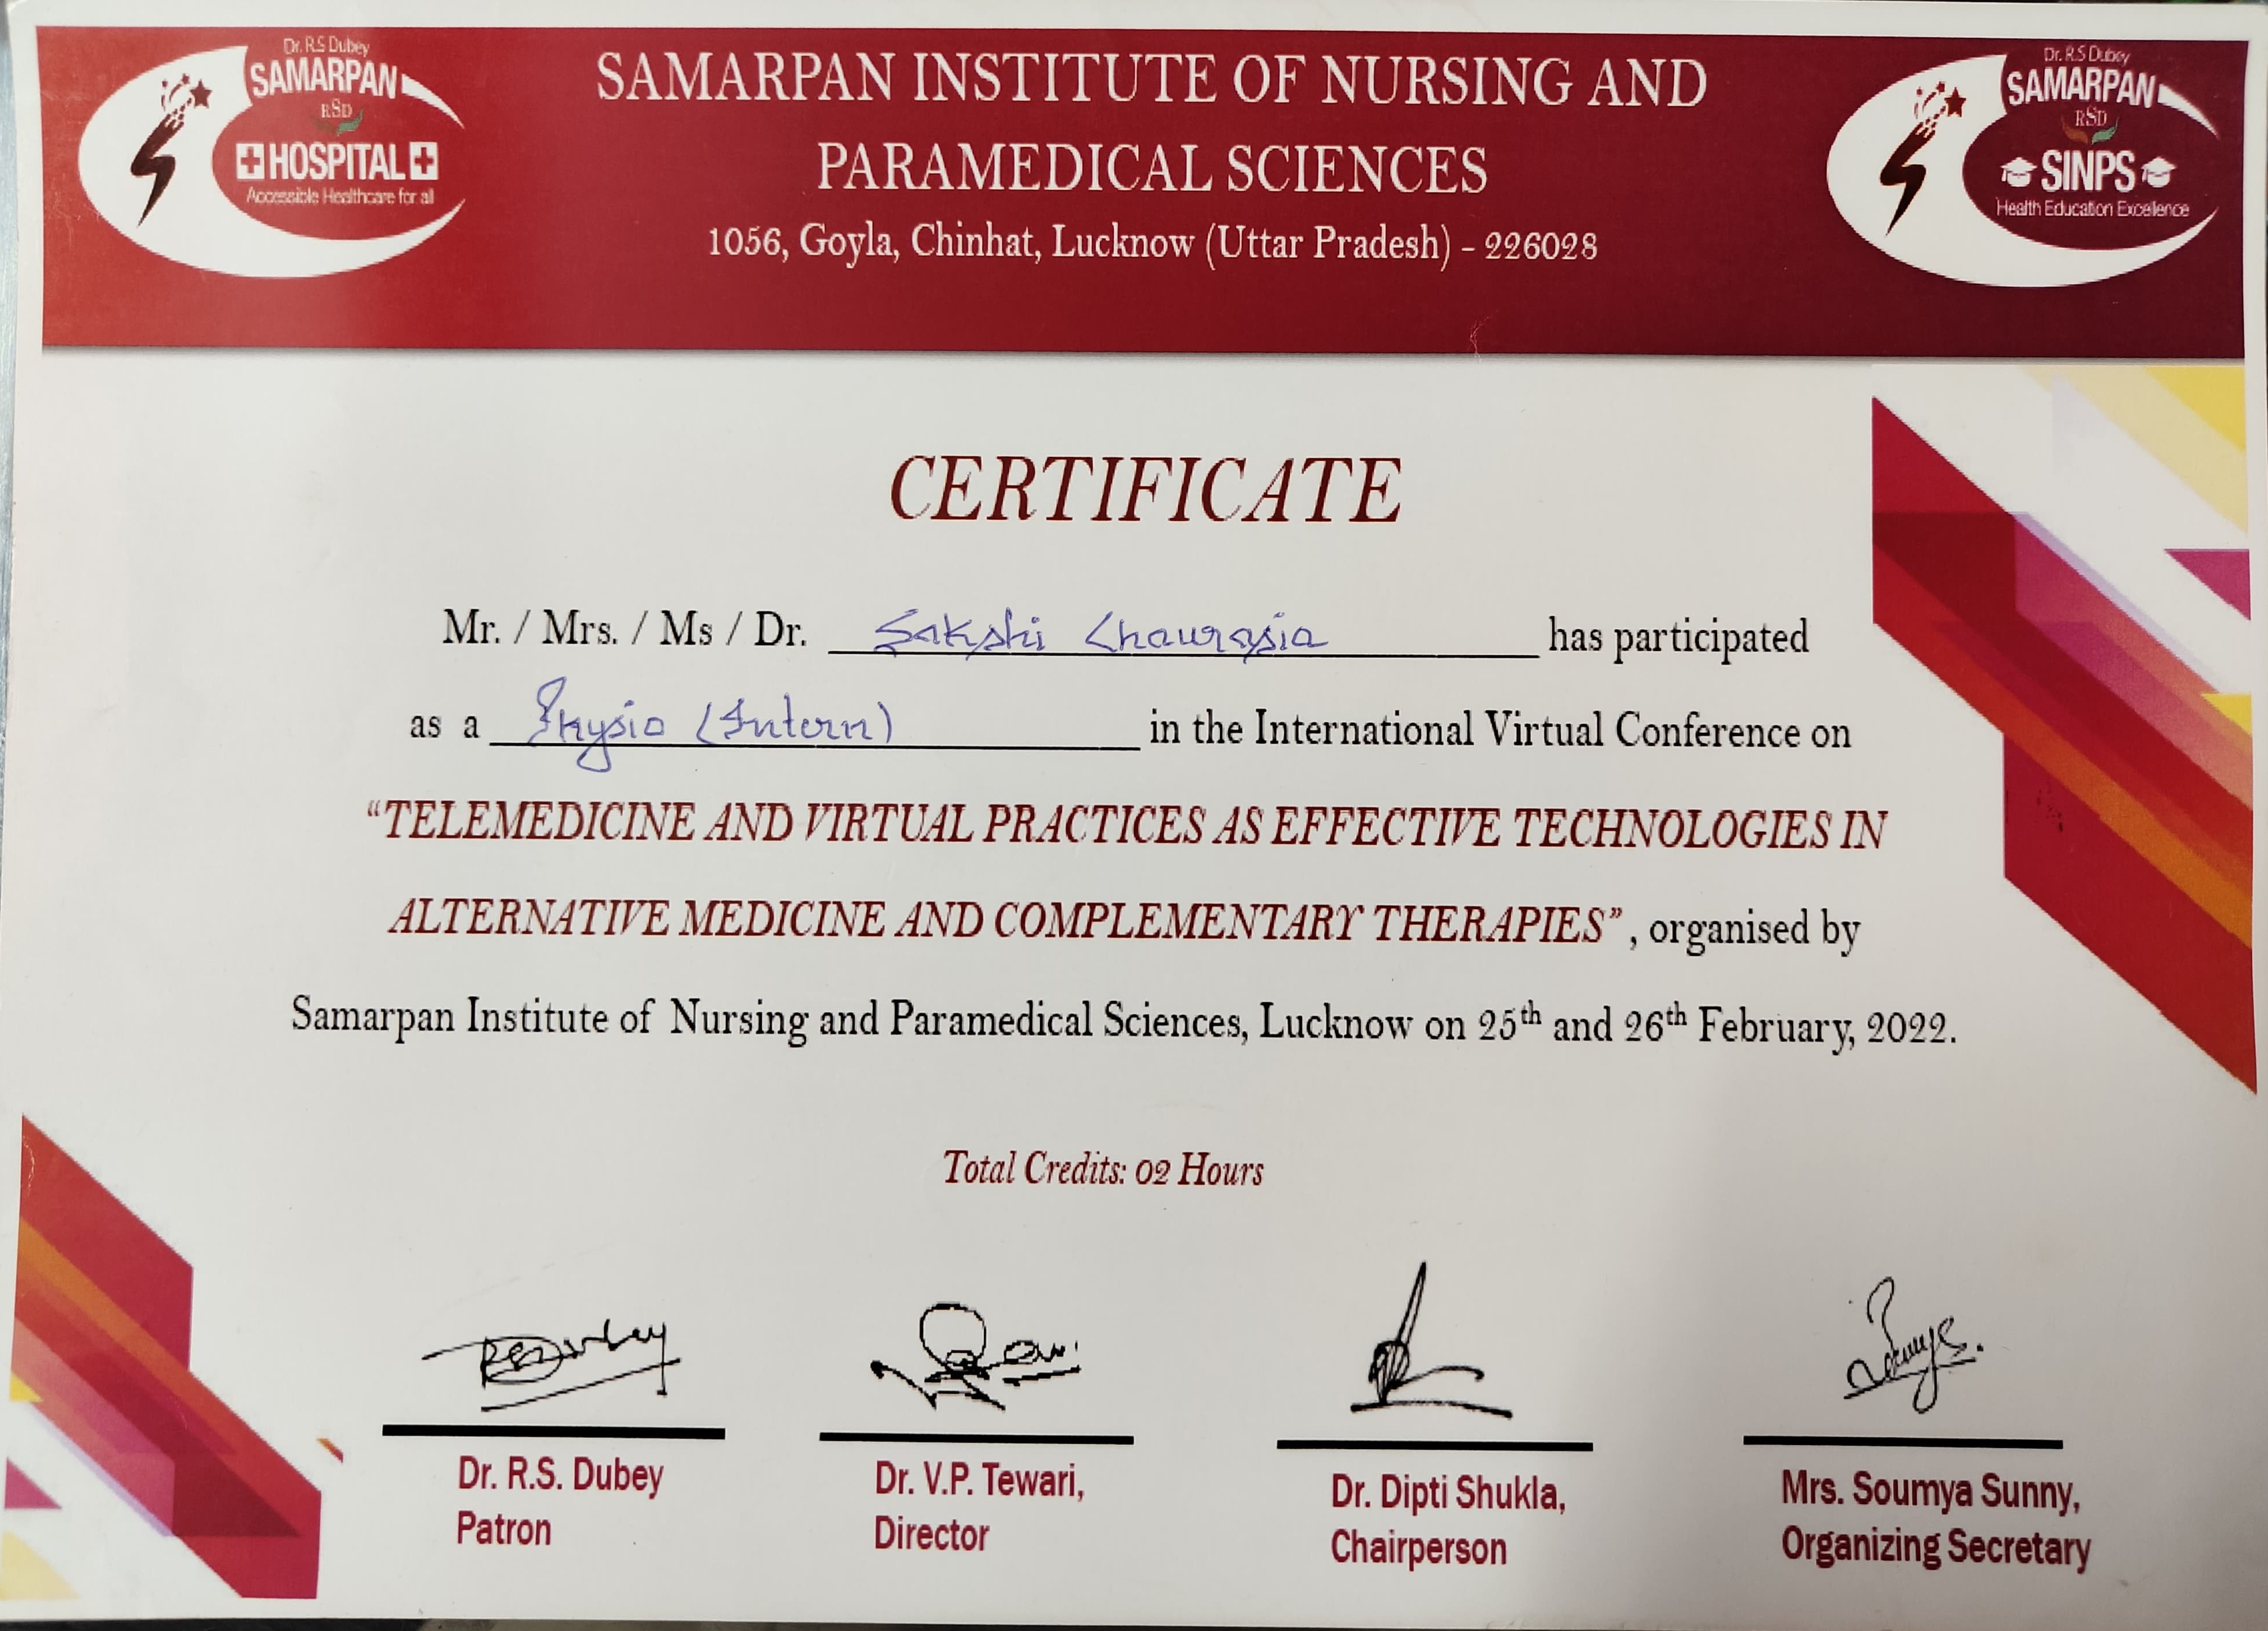 Dr. R.S Dubey
SAMARPAN
RSD
HOSPITAL
Accessible Healthcare for all
SAMARPAN INSTITUTE OF NURSING AND
PARAMEDICAL SCIENCES
1056, Goyla, Chinhat, Lucknow (Uttar Pradesh) - 226028
Dr. R.S Dubey
SAMARPAN
RSD
SINPS
Health Education Excellence
CERTIFICATE
Mr. / Mrs. / Ms / Dr. Sakshi Chaurasia has participated
as a Physio (Intern) in the International Virtual Conference on
“TELEMEDICINE AND VIRTUAL PRACTICES AS EFFECTIVE TECHNOLOGIES IN
ALTERNATIVE MEDICINE AND COMPLEMENTARY THERAPIES”, organised by
Samarpan Institute of Nursing and Paramedical Sciences, Lucknow on 25th and 26th February, 2022.
Total Credits: 02 Hours
RSDubey
Dr. R.S. Dubey
Patron
Dr. V.P. Tewari,
Director
Dr. Dipti Shukla,
Chairperson
Mrs. Soumya Sunny,
Organizing Secretary